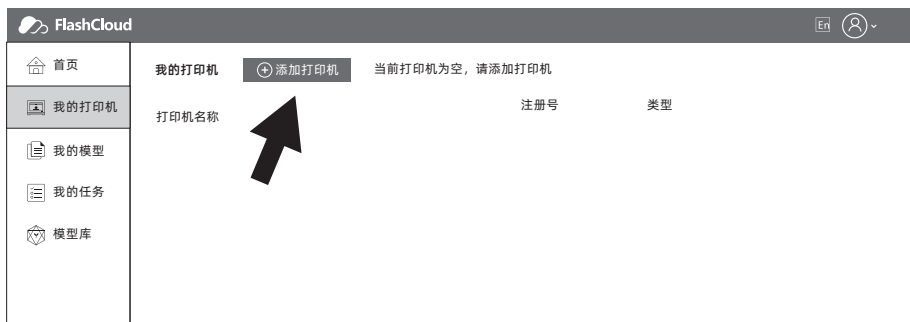 FlashCloud En
首页
我的打印机
我的模型
我的任务
模型库
我的打印机 添加打印机 当前打印机为空，请添加打印机
打印机名称 注册号 类型